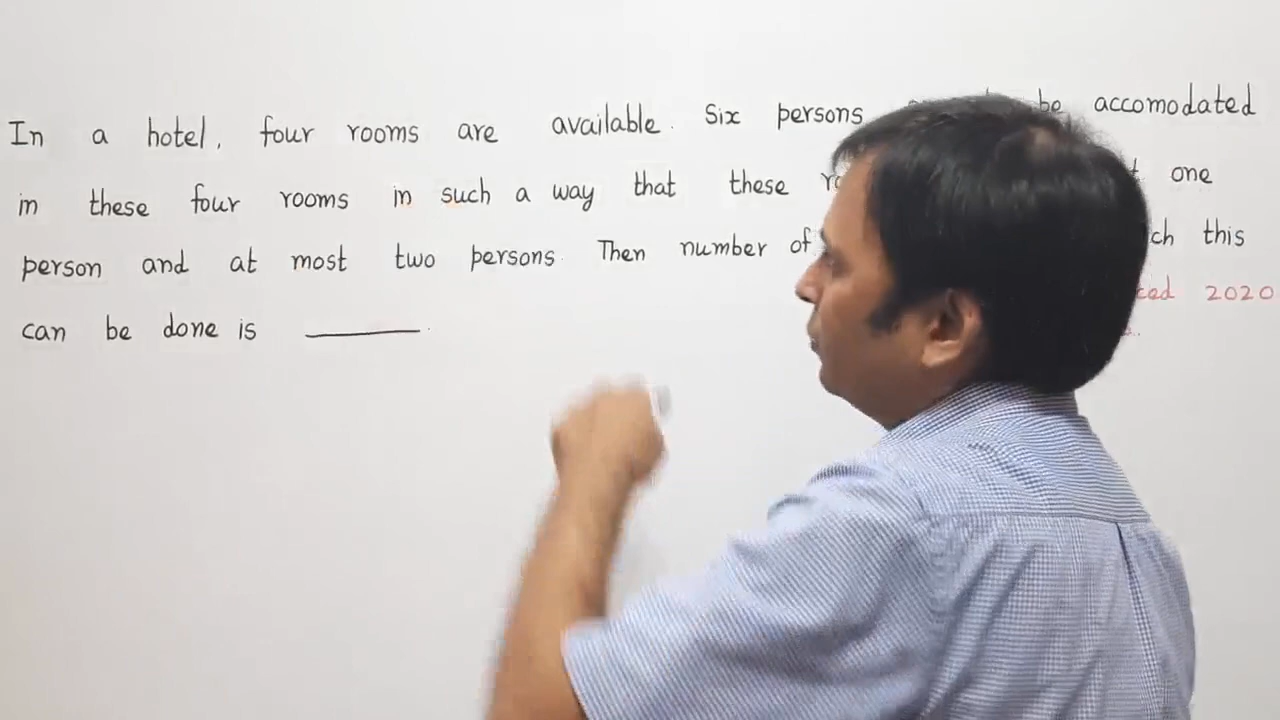 In a hotel, four rooms are available. Six persons be accomodated
in these four rooms in such a way that these one
person and at most two persons. Then number of this
can be done is ______. 2020